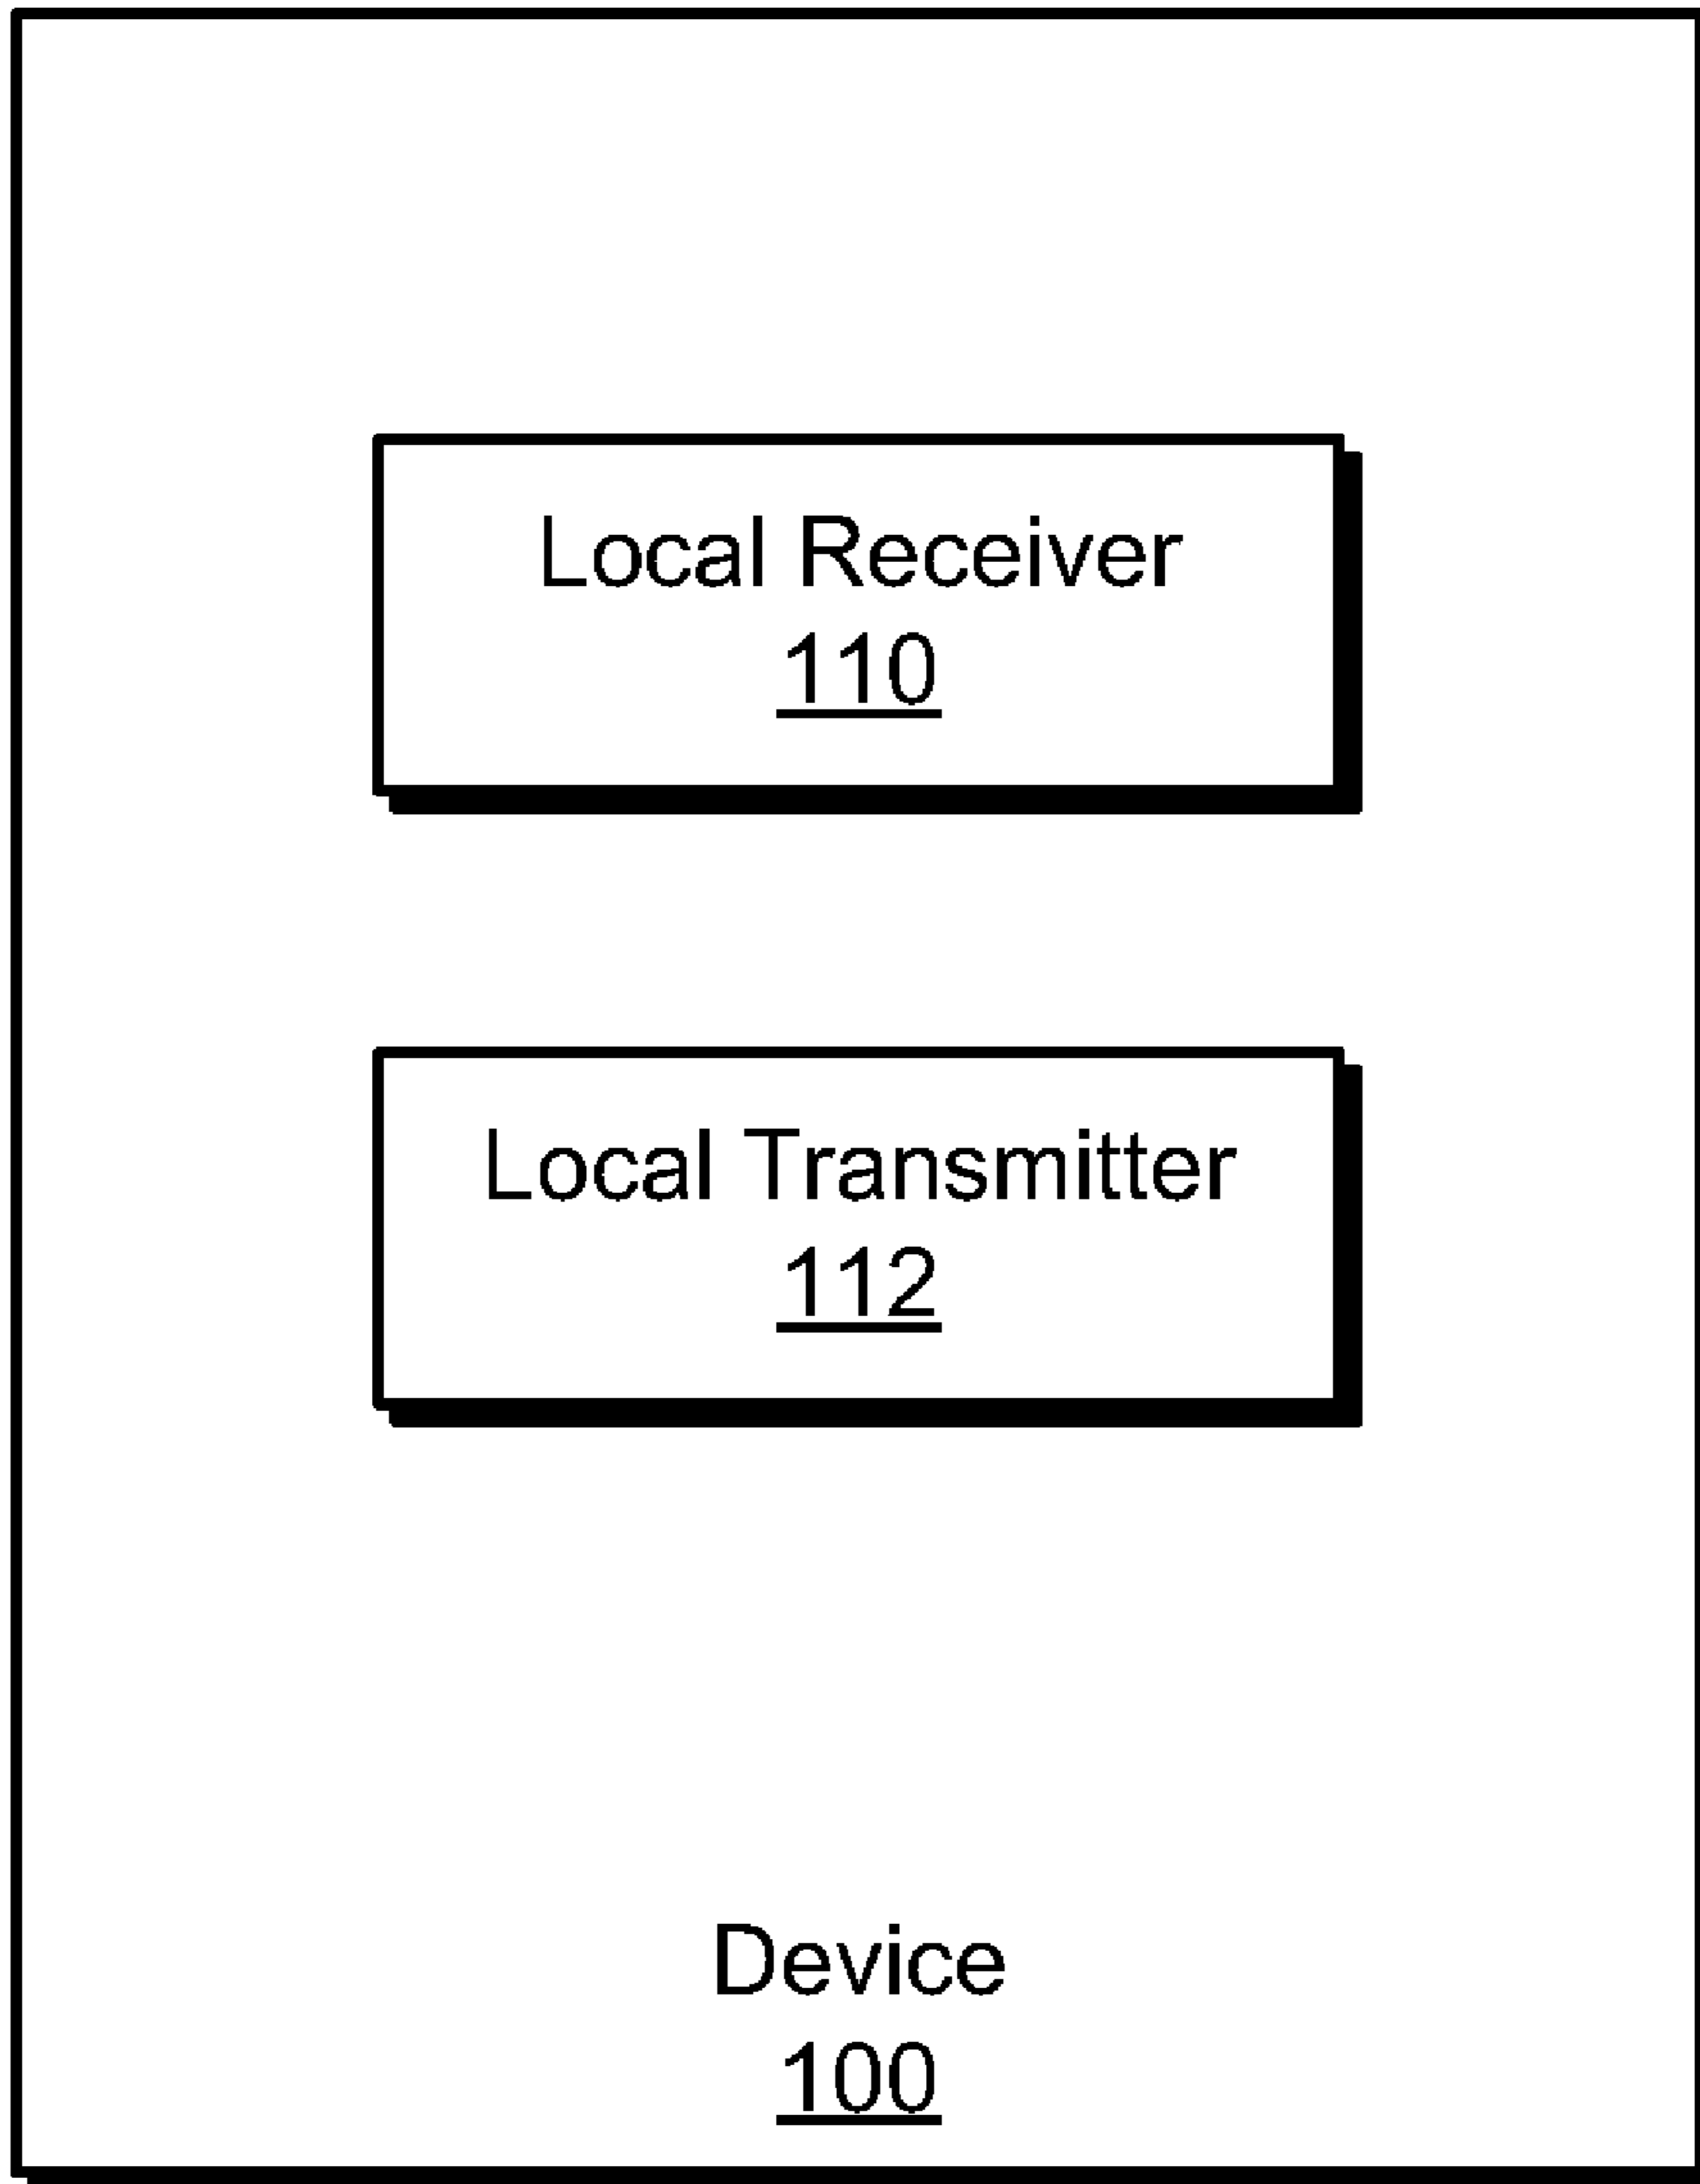 Local Receiver
110
Local Transmitter
112
Device
100